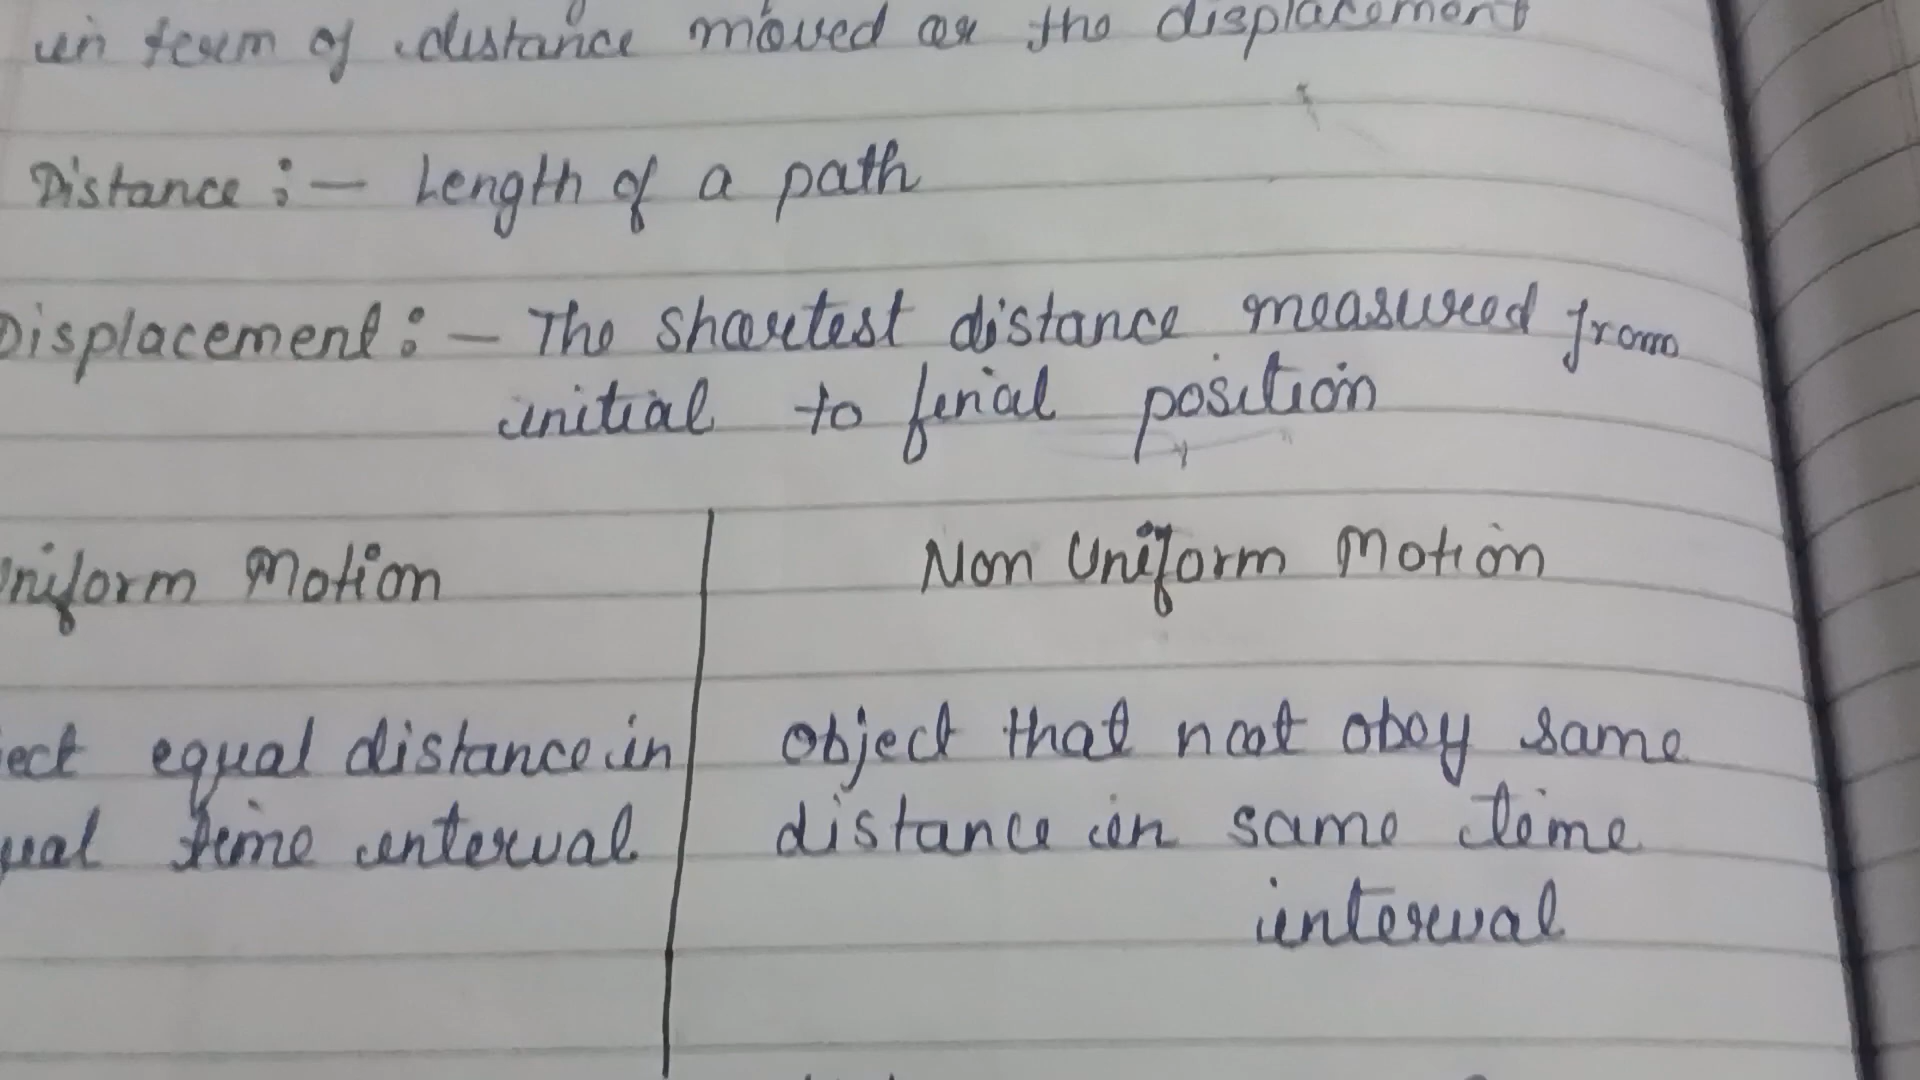 in term of distance moved or the displacement
Distance :- Length of a path
Displacement :- The shortest distance measured from
initial to final position
Uniform Motion
ect equal distance in
ual time interval
Non Uniform Motion
object that not obey same
distance in same time
interval